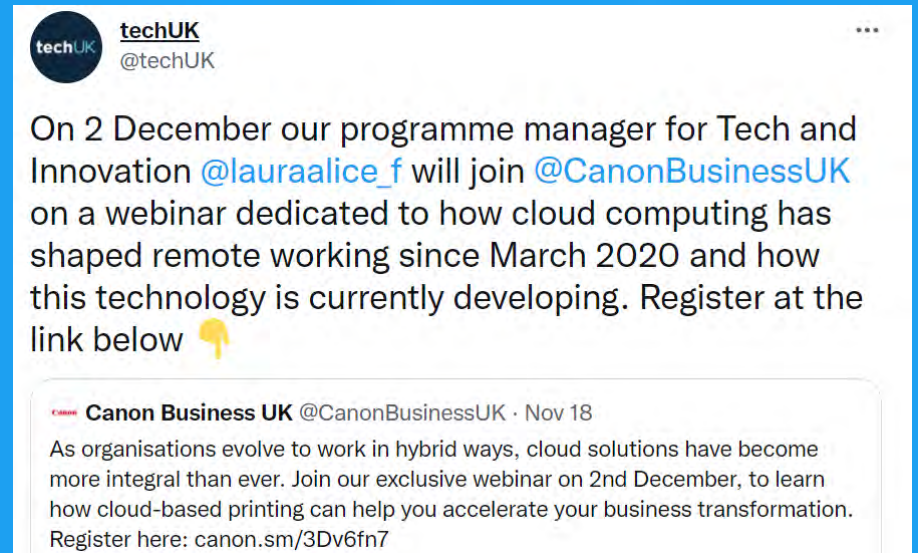 techUK
techUK
@techUK
On 2 December our programme manager for Tech and
Innovation @lauraalice_f will join @CanonBusinessUK
on a webinar dedicated to how cloud computing has
shaped remote working since March 2020 and how
this technology is currently developing. Register at the
link below 👇
Canon Canon Business UK @CanonBusinessUK · Nov 18
As organisations evolve to work in hybrid ways, cloud solutions have become
more integral than ever. Join our exclusive webinar on 2nd December, to learn
how cloud-based printing can help you accelerate your business transformation.
Register here: canon.sm/3Dv6fn7